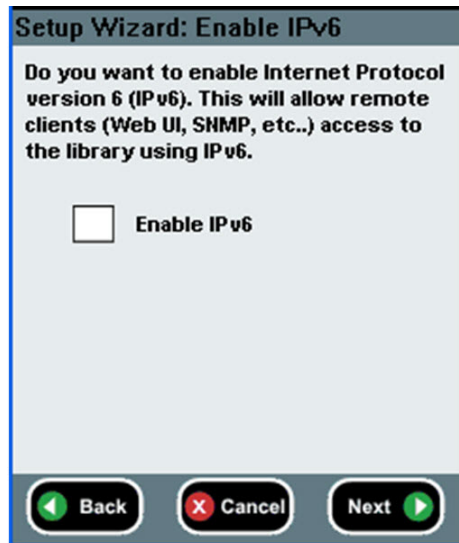 Setup Wizard: Enable IPv6
Do you want to enable Internet Protocol
version 6 (IPv6). This will allow remote
clients (Web UI, SNMP, etc..) access to
the library using IPv6.
Enable IPv6
Back
Cancel
Next